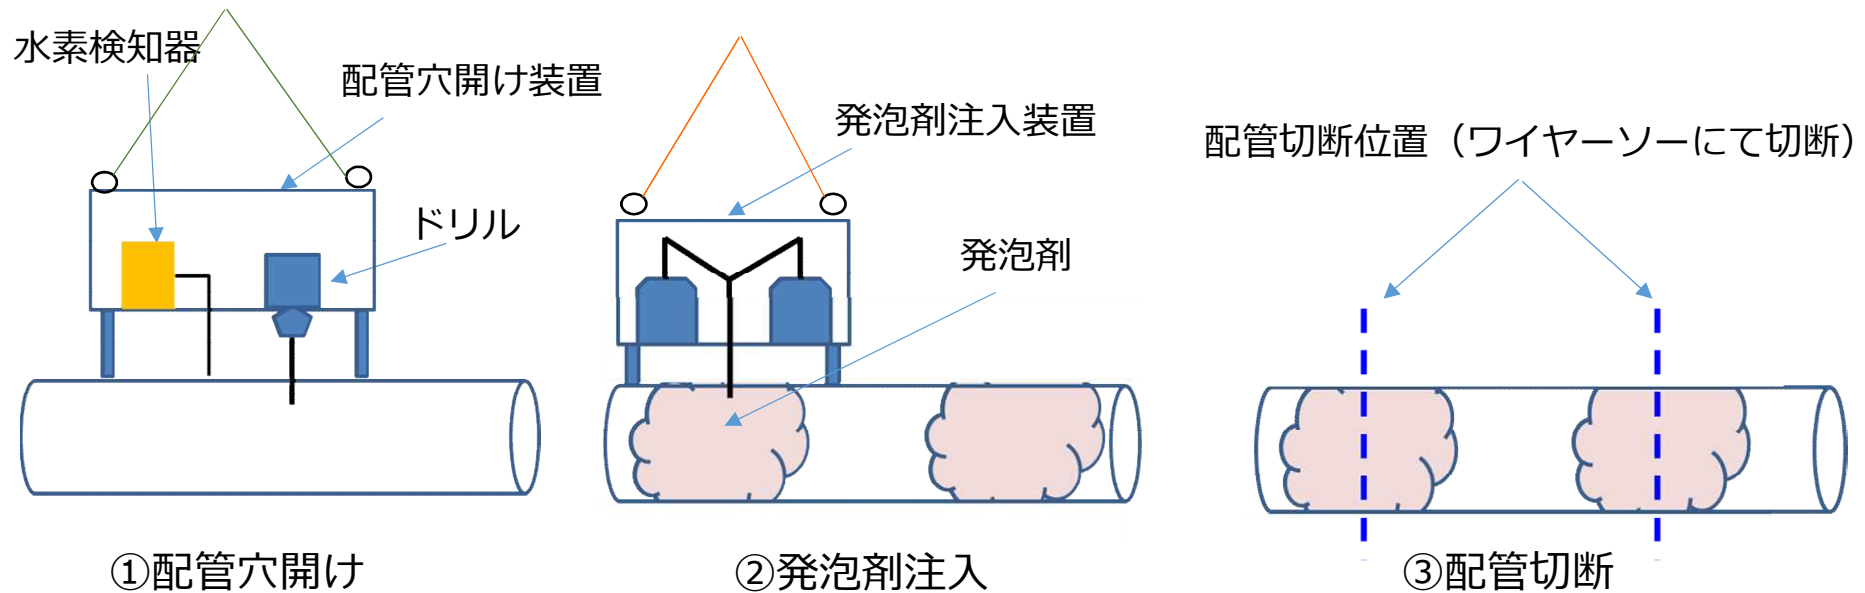 水素検知器
配管穴開け装置
ドリル
①配管穴開け
発泡剤注入装置
発泡剤
②発泡剤注入
配管切断位置（ワイヤーソーにて切断）
③配管切断